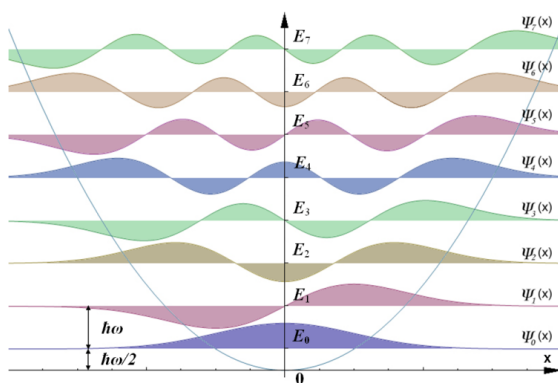 E₇ Ψ₇(x)
E₆ Ψ₆(x)
E₅ Ψ₅(x)
E₄ Ψ₄(x)
E₃ Ψ₃(x)
E₂ Ψ₂(x)
E₁ Ψ₁(x)
ħω
E₀ Ψ₀(x)
ħω/2
x
0